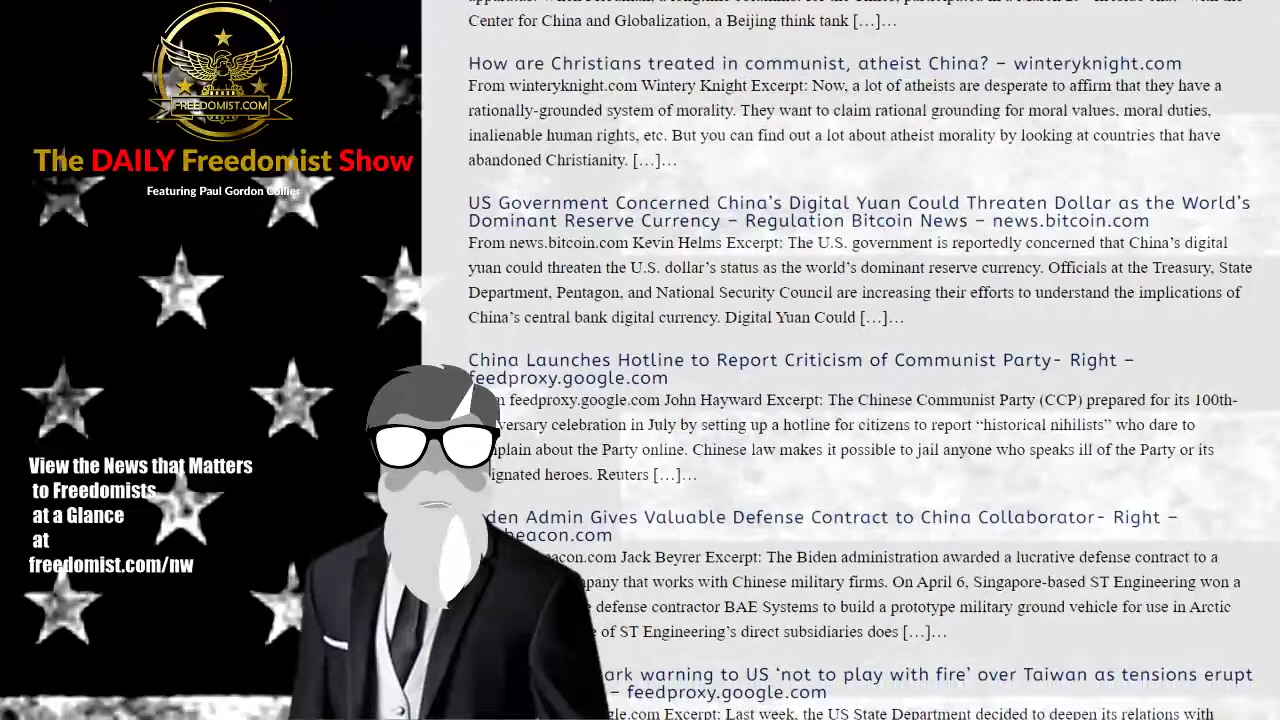 FREEDOMIST.COM
The DAILY Freedomist Show
Featuring Paul Gordon Collier
View the News that Matters
to Freedomists
at a Glance
at
freedomist.com/nw
Center for China and Globalization, a Beijing think tank […]…
How are Christians treated in communist, atheist China? – winteryknight.com
From winteryknight.com Wintery Knight Excerpt: Now, a lot of atheists are desperate to affirm that they have a
rationally-grounded system of morality. They want to claim rational grounding for moral values, moral duties,
inalienable human rights, etc. But you can find out a lot about atheist morality by looking at countries that have
abandoned Christianity. […]…
US Government Concerned China’s Digital Yuan Could Threaten Dollar as the World’s
Dominant Reserve Currency – Regulation Bitcoin News – news.bitcoin.com
From news.bitcoin.com Kevin Helms Excerpt: The U.S. government is reportedly concerned that China’s digital
yuan could threaten the U.S. dollar’s status as the world’s dominant reserve currency. Officials at the Treasury, State
Department, Pentagon, and National Security Council are increasing their efforts to understand the implications of
China’s central bank digital currency. Digital Yuan Could […]…
China Launches Hotline to Report Criticism of Communist Party- Right –
feedproxy.google.com
feedproxy.google.com John Hayward Excerpt: The Chinese Communist Party (CCP) prepared for its 100th-
versary celebration in July by setting up a hotline for citizens to report “historical nihilists” who dare to
plain about the Party online. Chinese law makes it possible to jail anyone who speaks ill of the Party or its
ignated heroes. Reuters […]…
den Admin Gives Valuable Defense Contract to China Collaborator- Right –
beacon.com
acon.com Jack Beyrer Excerpt: The Biden administration awarded a lucrative defense contract to a
pany that works with Chinese military firms. On April 6, Singapore-based ST Engineering won a
defense contractor BAE Systems to build a prototype military ground vehicle for use in Arctic
of ST Engineering’s direct subsidiaries does […]…
ark warning to US ‘not to play with fire’ over Taiwan as tensions erupt
– feedproxy.google.com
gle.com Excerpt: Last week, the US State Department decided to deepen its relations with